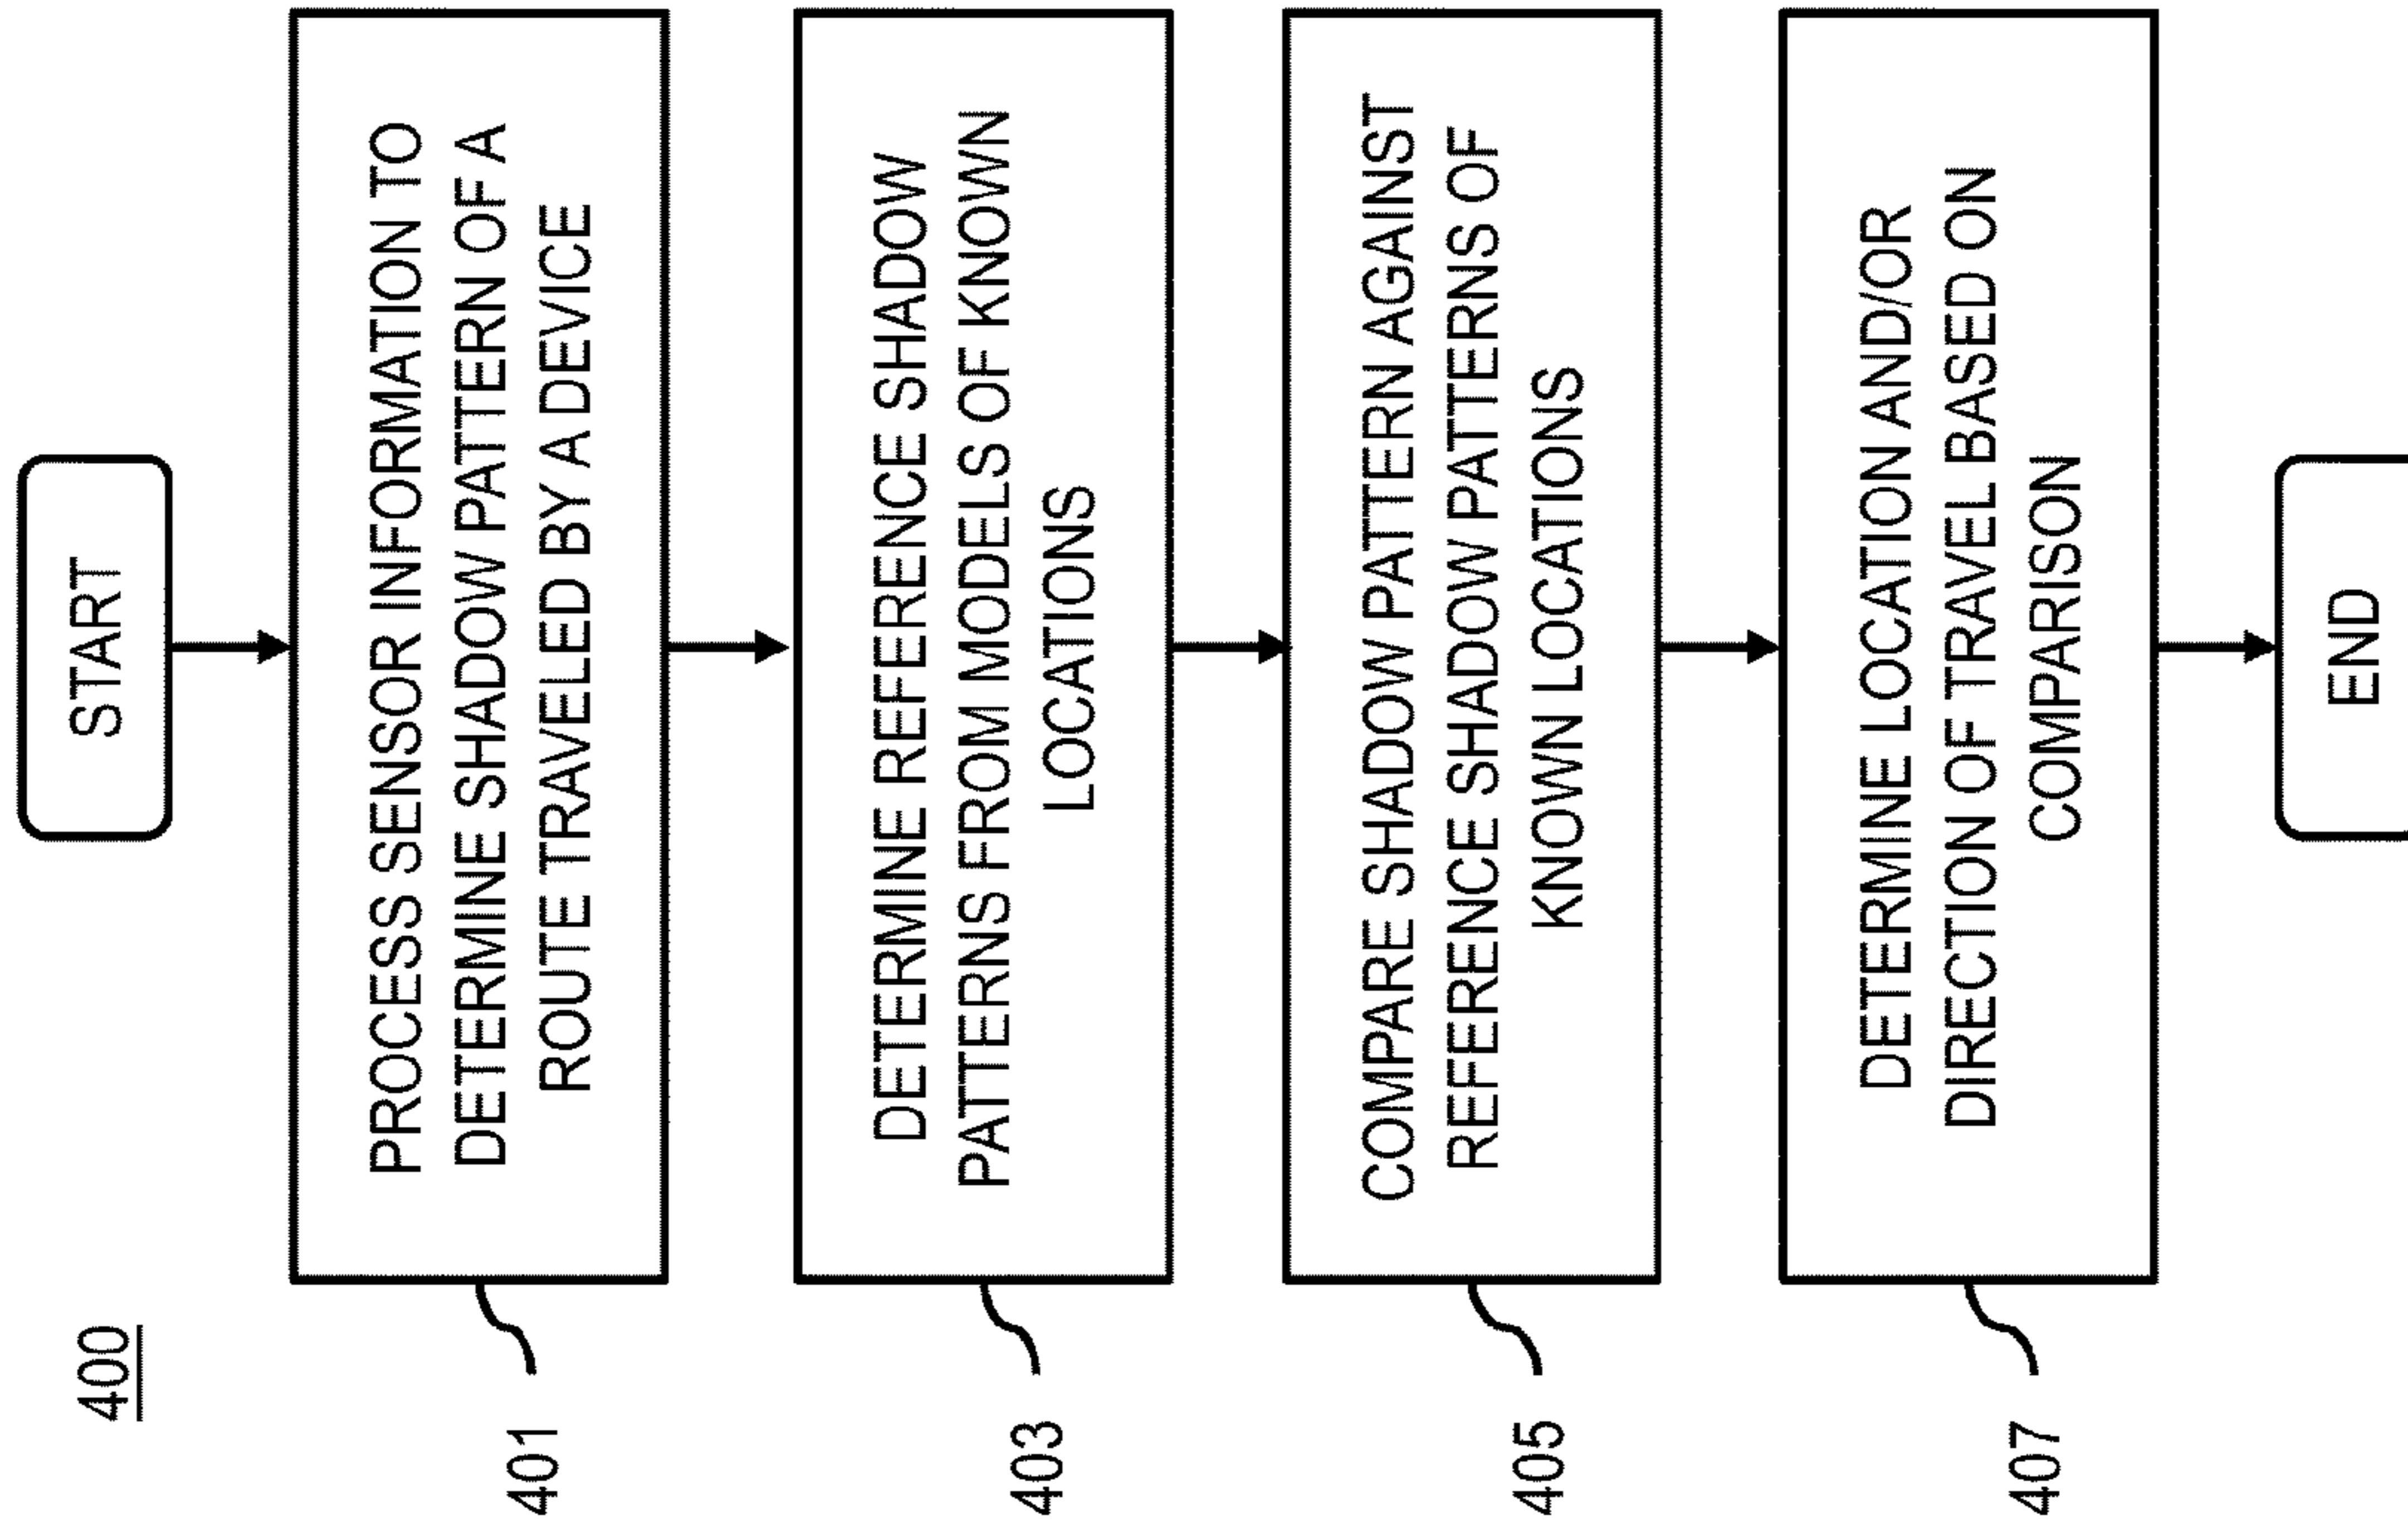 400
START
401
PROCESS SENSOR INFORMATION TO
DETERMINE SHADOW PATTERN OF A
ROUTE TRAVELED BY A DEVICE
403
DETERMINE REFERENCE SHADOW
PATTERNS FROM MODELS OF KNOWN
LOCATIONS
405
COMPARE SHADOW PATTERN AGAINST
REFERENCE SHADOW PATTERNS OF
KNOWN LOCATIONS
407
DETERMINE LOCATION AND/OR
DIRECTION OF TRAVEL BASED ON
COMPARISON
END